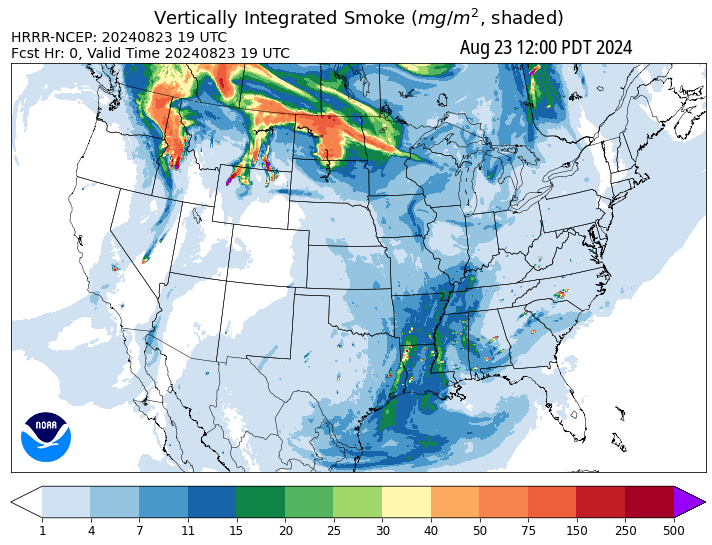 Vertically Integrated Smoke (mg/m², shaded)
HRRR-NCEP: 20240823 19 UTC
Fcst Hr: 0, Valid Time 20240823 19 UTC
Aug 23 12:00 PDT 2024
NOAA
1 4 7 11 15 20 25 30 40 50 75 150 250 500